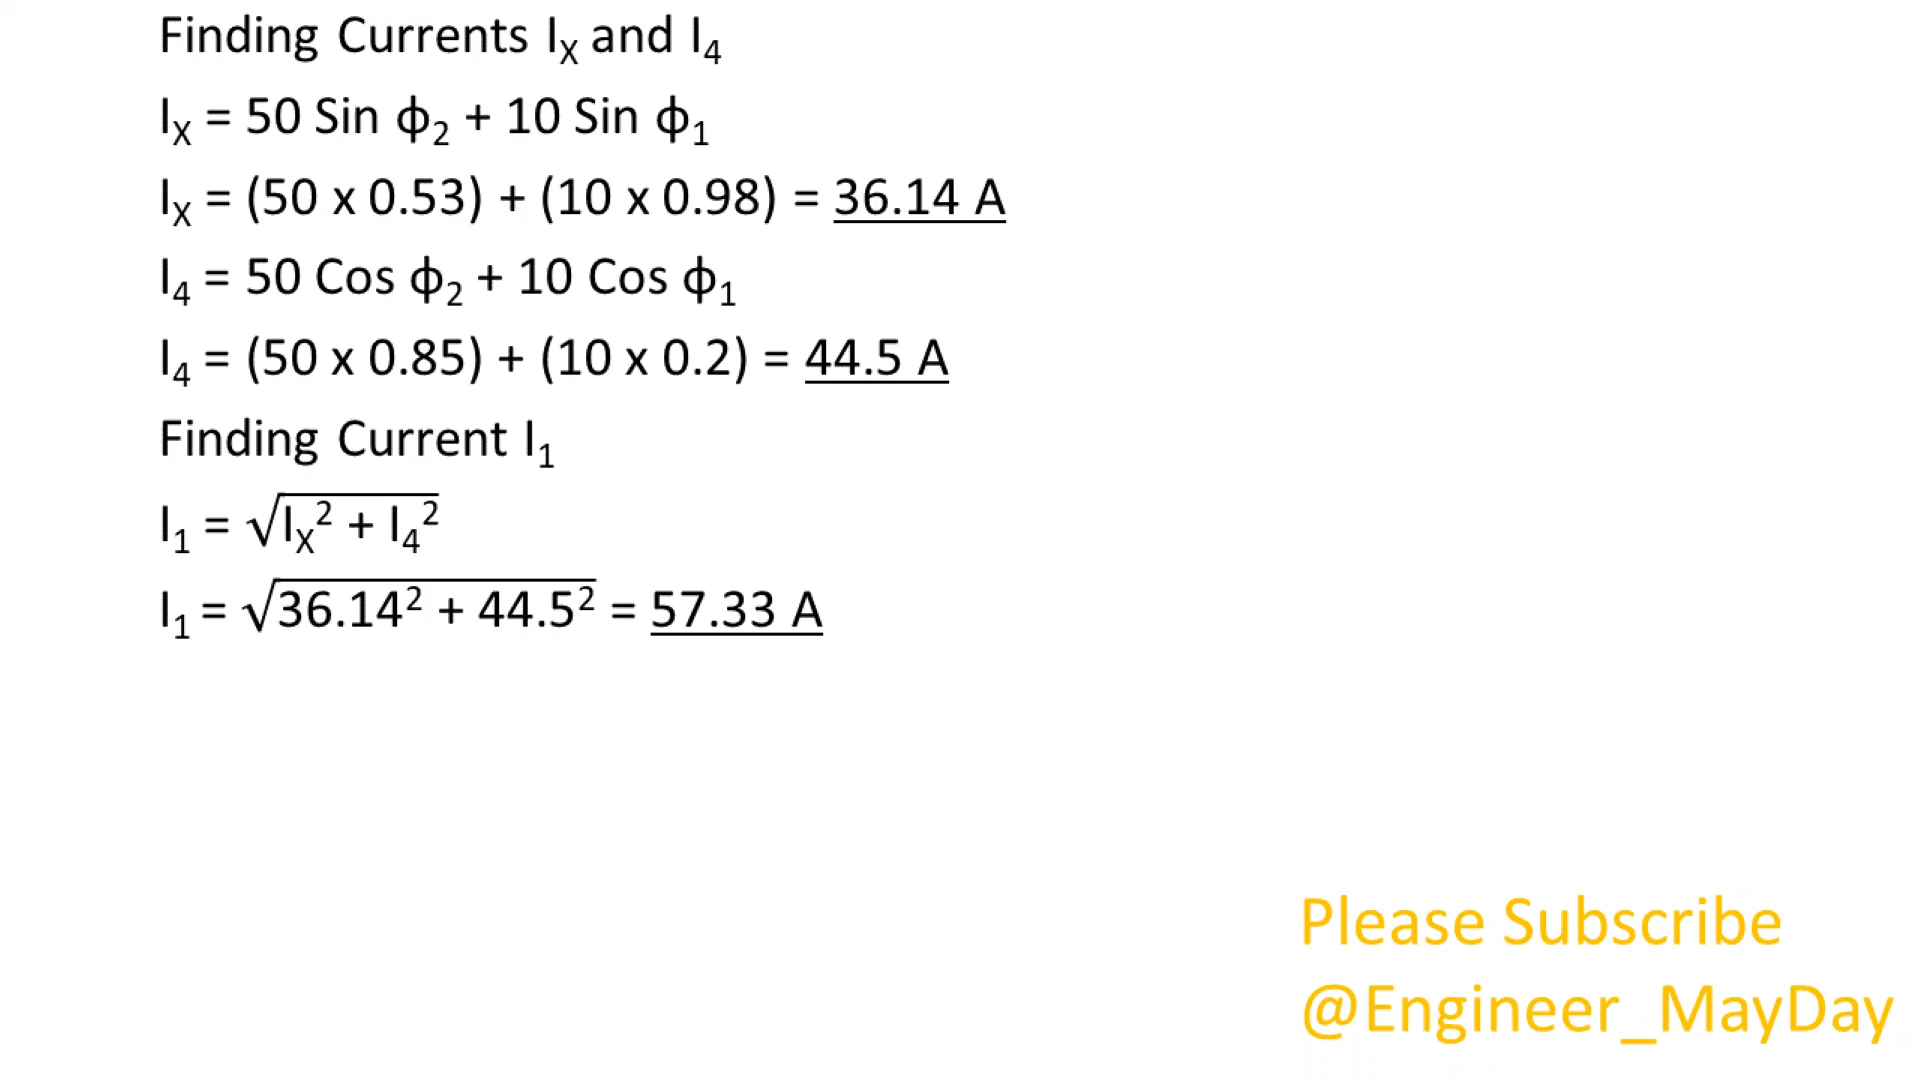 Finding Currents Iₓ and I₄
Iₓ = 50 Sin ϕ₂ + 10 Sin ϕ₁
Iₓ = (50 x 0.53) + (10 x 0.98) = 36.14 A
I₄ = 50 Cos ϕ₂ + 10 Cos ϕ₁
I₄ = (50 x 0.85) + (10 x 0.2) = 44.5 A
Finding Current I₁
I₁ = √Iₓ² + I₄²
I₁ = √36.14² + 44.5² = 57.33 A
Please Subscribe
@Engineer_MayDay